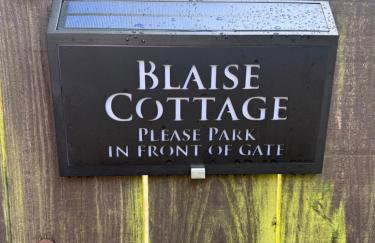 BLAISE
COTTAGE
PLEASE PARK
IN FRONT OF GATE